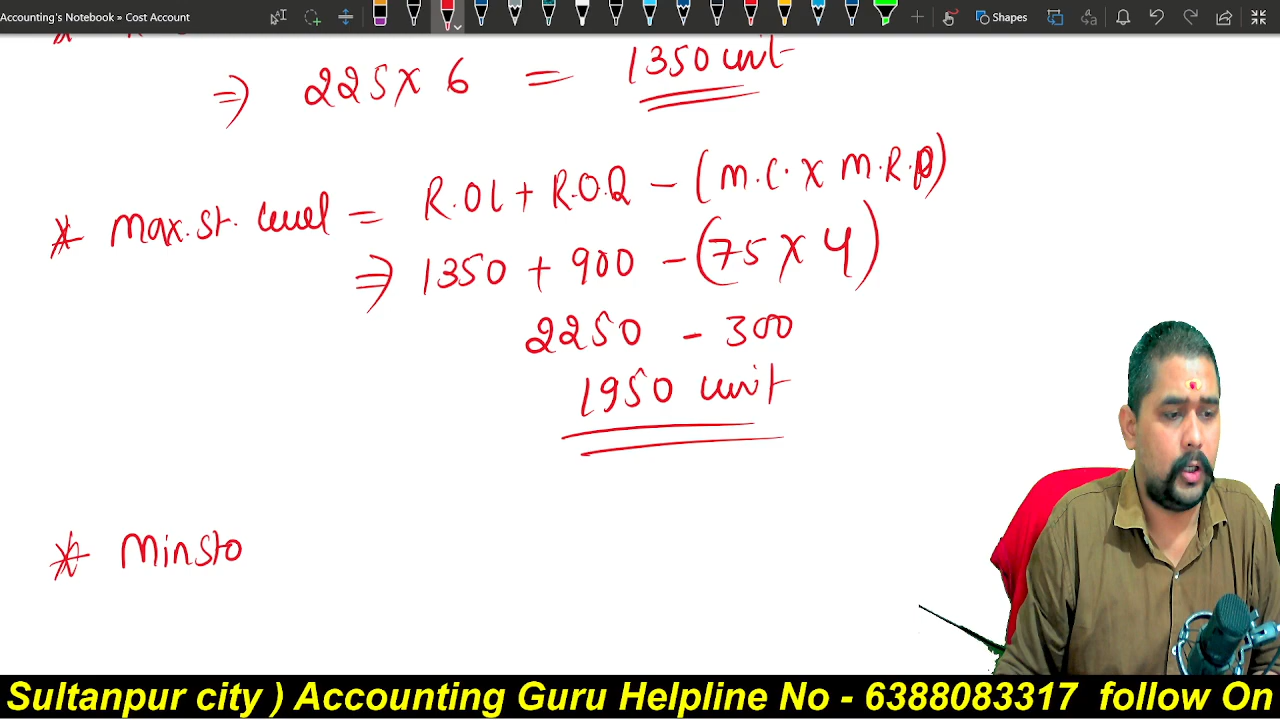 Accounting's Notebook » Cost Account
Shapes
⇒ 225 x 6 = 1350 unit
* Max. St. level = R.OL + R.O.Q - (M.C. x M.R.P)
⇒ 1350 + 900 - (75 x 4)
2250 - 300
1950 unit
* Minsto
Sultanpur city ) Accounting Guru Helpline No - 6388083317 follow On